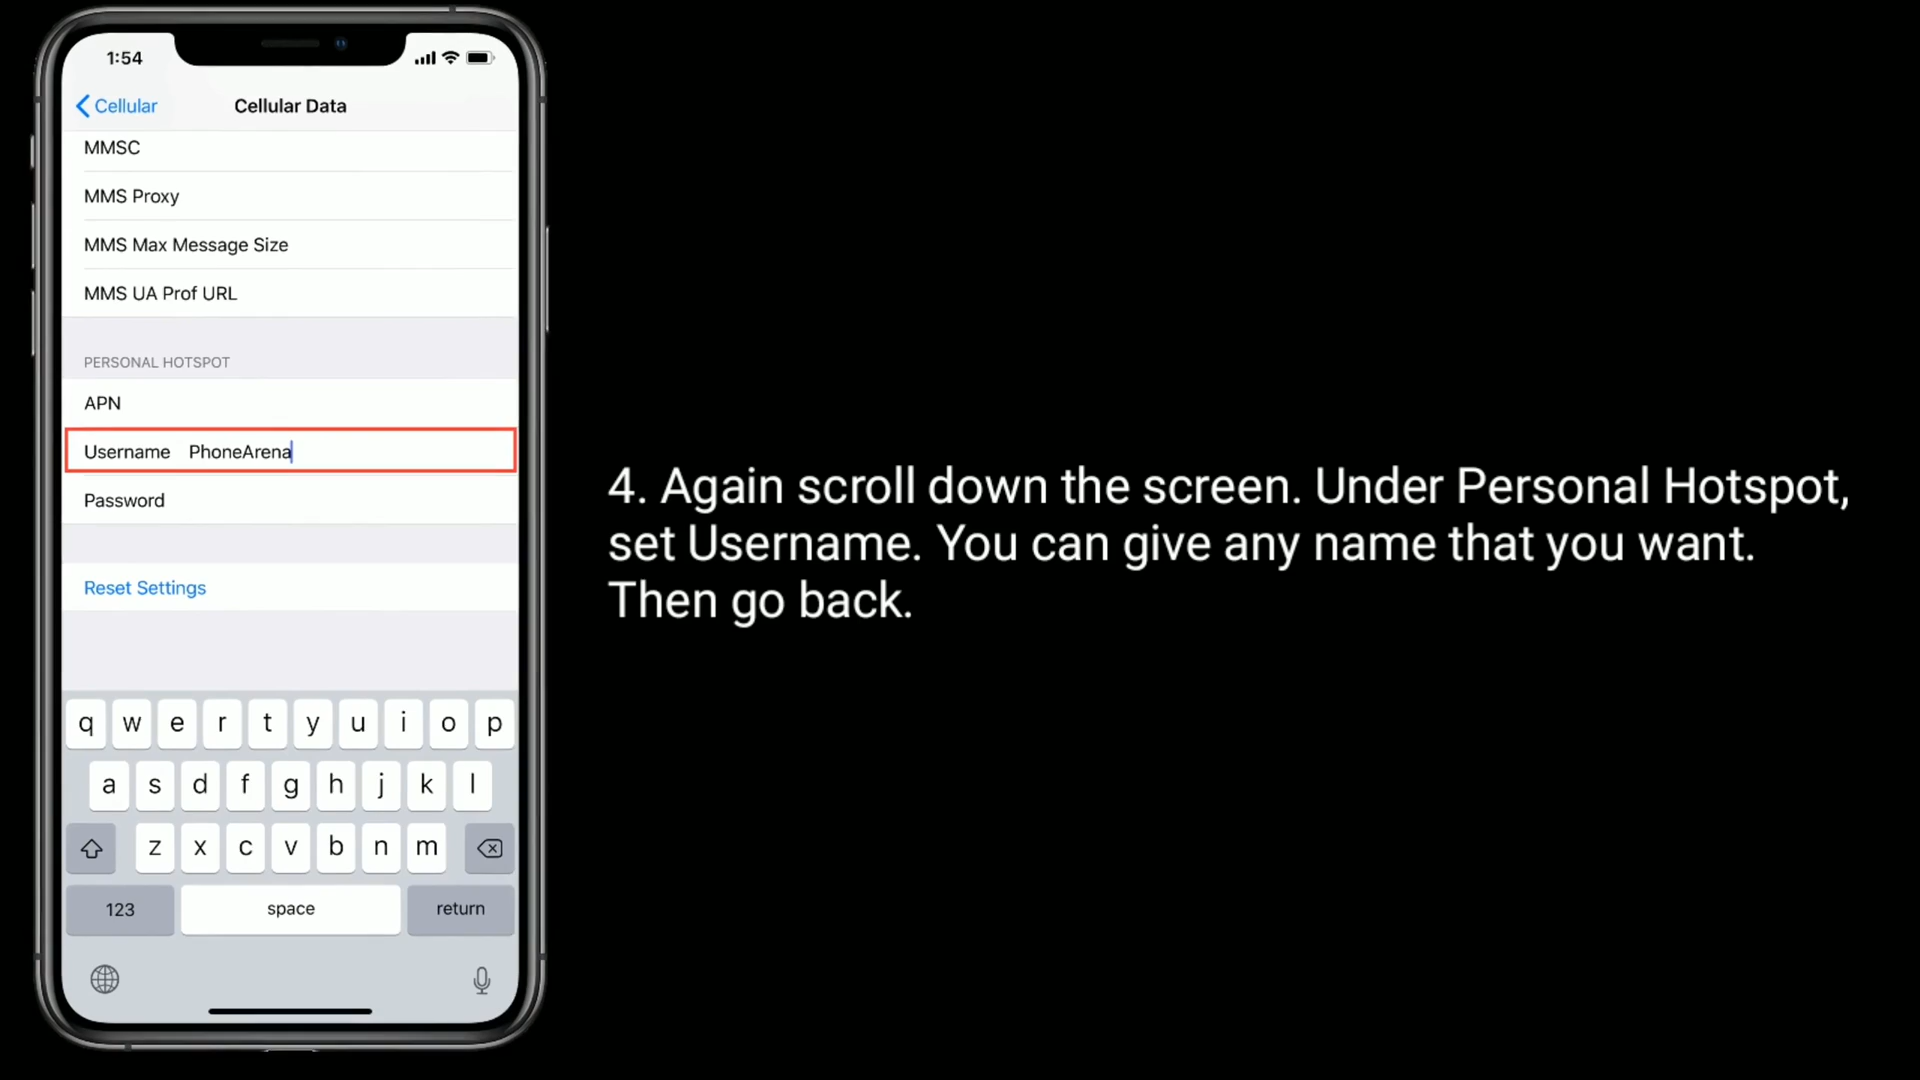 1:54
Cellular
Cellular Data
MMSC
MMS Proxy
MMS Max Message Size
MMS UA Prof URL
PERSONAL HOTSPOT
APN
Username PhoneArena
Password
Reset Settings
q w e r t y u i o p
a s d f g h j k l
z x c v b n m
123 space return
4. Again scroll down the screen. Under Personal Hotspot,
set Username. You can give any name that you want.
Then go back.